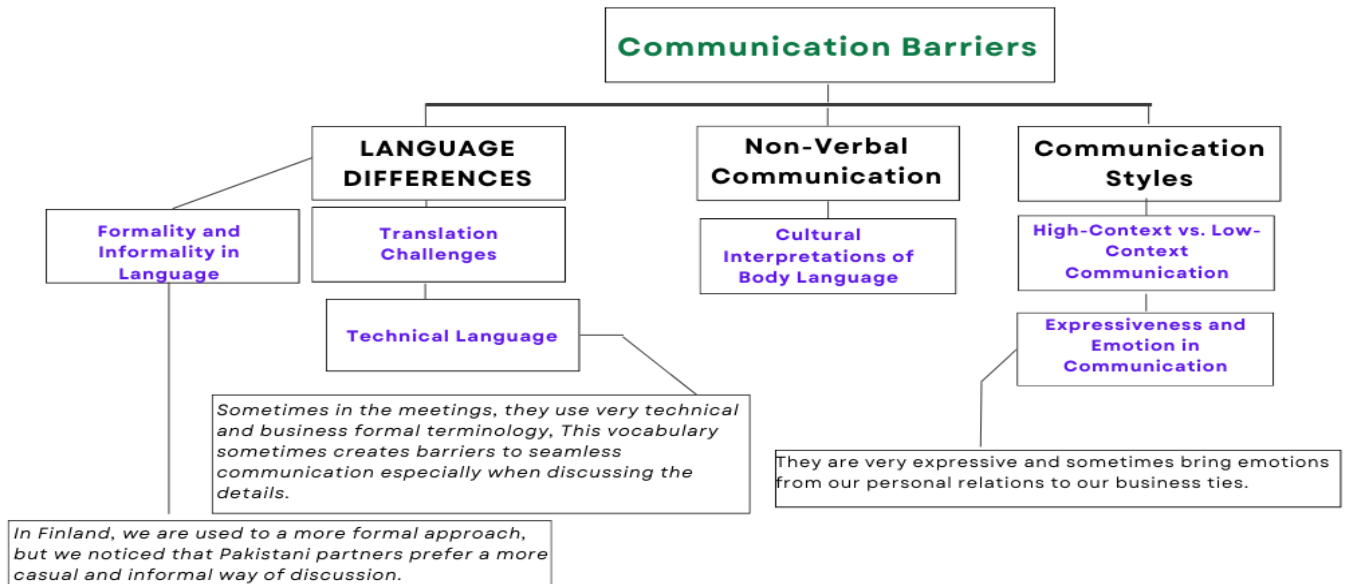 Communication Barriers
LANGUAGE
DIFFERENCES
Non-Verbal
Communication
Communication
Styles
Formality and
Informality in
Language
Translation
Challenges
Cultural
Interpretations of
Body Language
High-Context vs. Low-
Context
Communication
Technical Language
Expressiveness and
Emotion in
Communication
Sometimes in the meetings, they use very technical
and business formal terminology, This vocabulary
sometimes creates barriers to seamless
communication especially when discussing the
details.
They are very expressive and sometimes bring emotions
from our personal relations to our business ties.
In Finland, we are used to a more formal approach,
but we noticed that Pakistani partners prefer a more
casual and informal way of discussion.